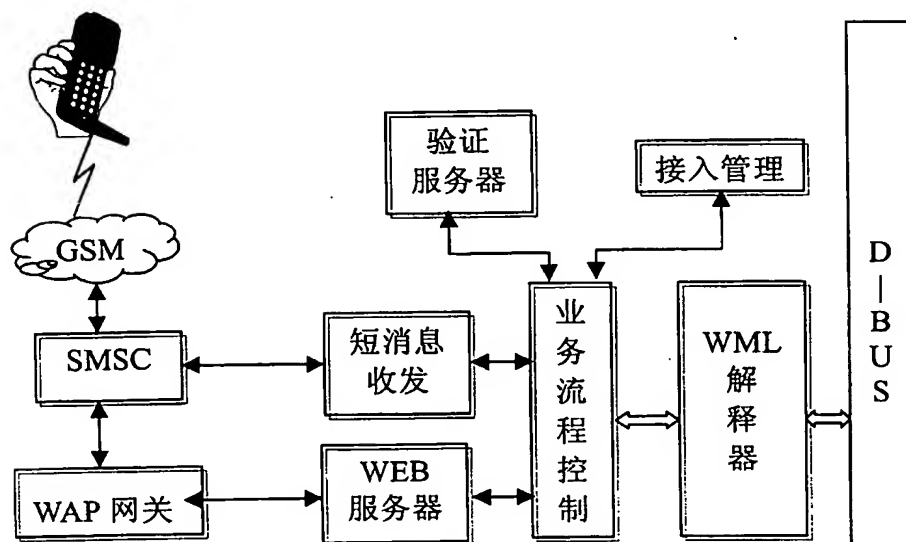 验证
服务器
接入管理
GSM
SMSC
短消息
收发
业务流程控制
WML
解释器
D—BUS
WAP 网关
WEB
服务器